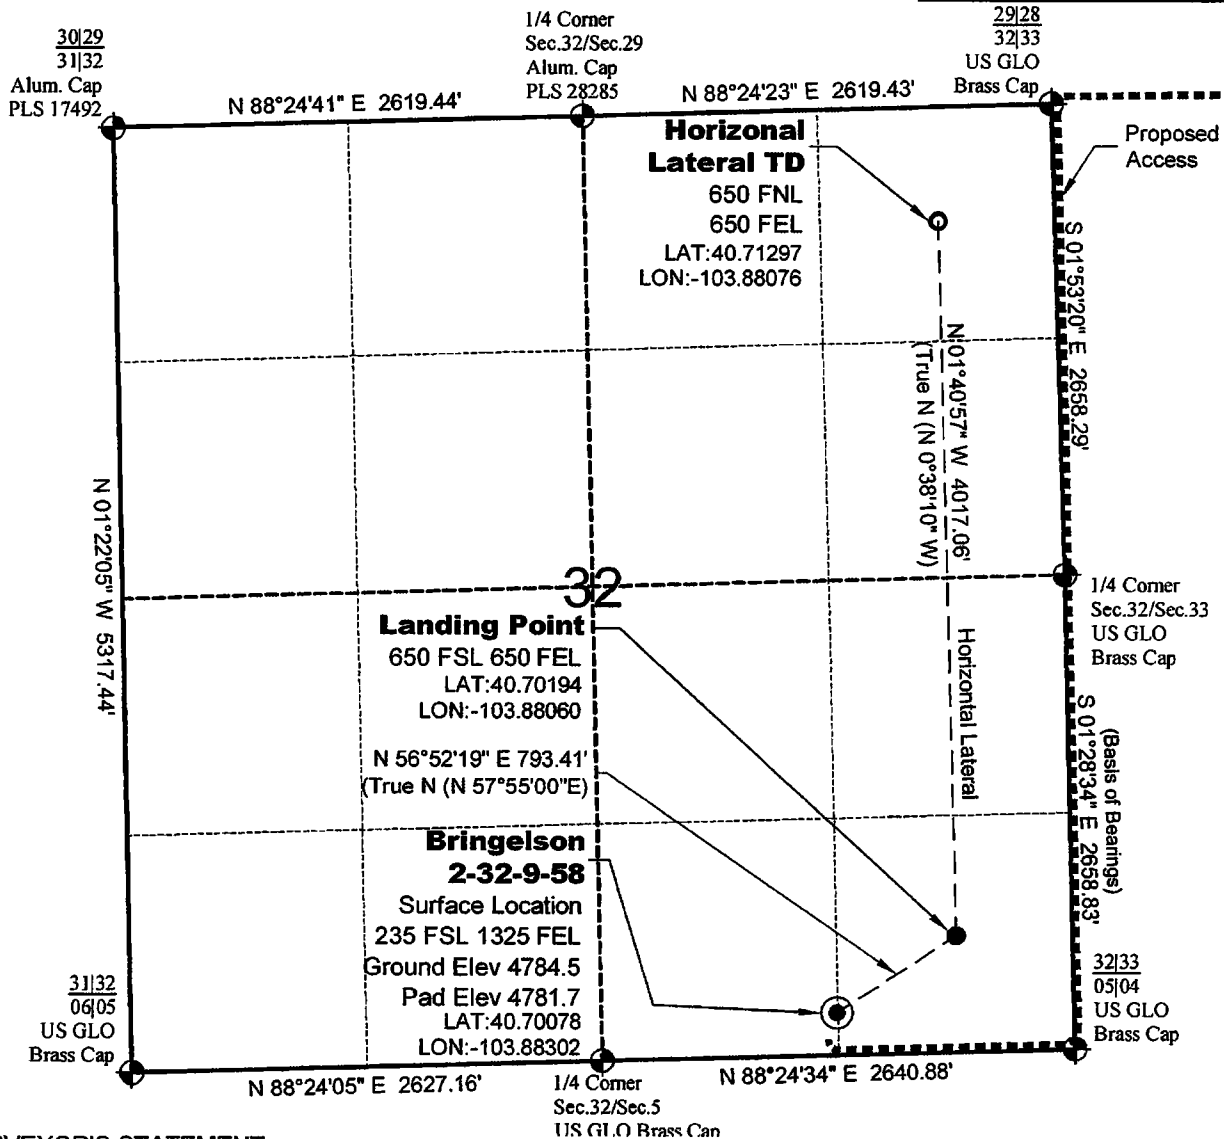 30|29
31|32
Alum. Cap
PLS 17492
1/4 Corner
Sec.32/Sec.29
Alum. Cap
PLS 28285
29|28
32|33
US GLO
Brass Cap
N 88°24'41" E 2619.44'
N 88°24'23" E 2619.43'
Proposed
Access
Horizonal
Lateral TD
650 FNL
650 FEL
LAT:40.71297
LON:-103.88076
S 01°53'20" E 2658.29'
N 01°40'57" W 4017.06'
(True N (N 0°38'10" W)
N 01°22'05" W 5317.44'
32
1/4 Corner
Sec.32/Sec.33
US GLO
Brass Cap
Landing Point
650 FSL 650 FEL
LAT:40.70194
LON:-103.88060
Horizontal Lateral
(Basis of Bearings)
S 01°28'34" E 2658.83'
N 56°52'19" E 793.41'
(True N (N 57°55'00"E)
Bringelson
2-32-9-58
Surface Location
235 FSL 1325 FEL
Ground Elev 4784.5
Pad Elev 4781.7
LAT:40.70078
LON:-103.88302
31|32
06|05
US GLO
Brass Cap
32|33
05|04
US GLO
Brass Cap
N 88°24'05" E 2627.16'
N 88°24'34" E 2640.88'
1/4 Corner
Sec.32/Sec.5
US GLO Brass Cap